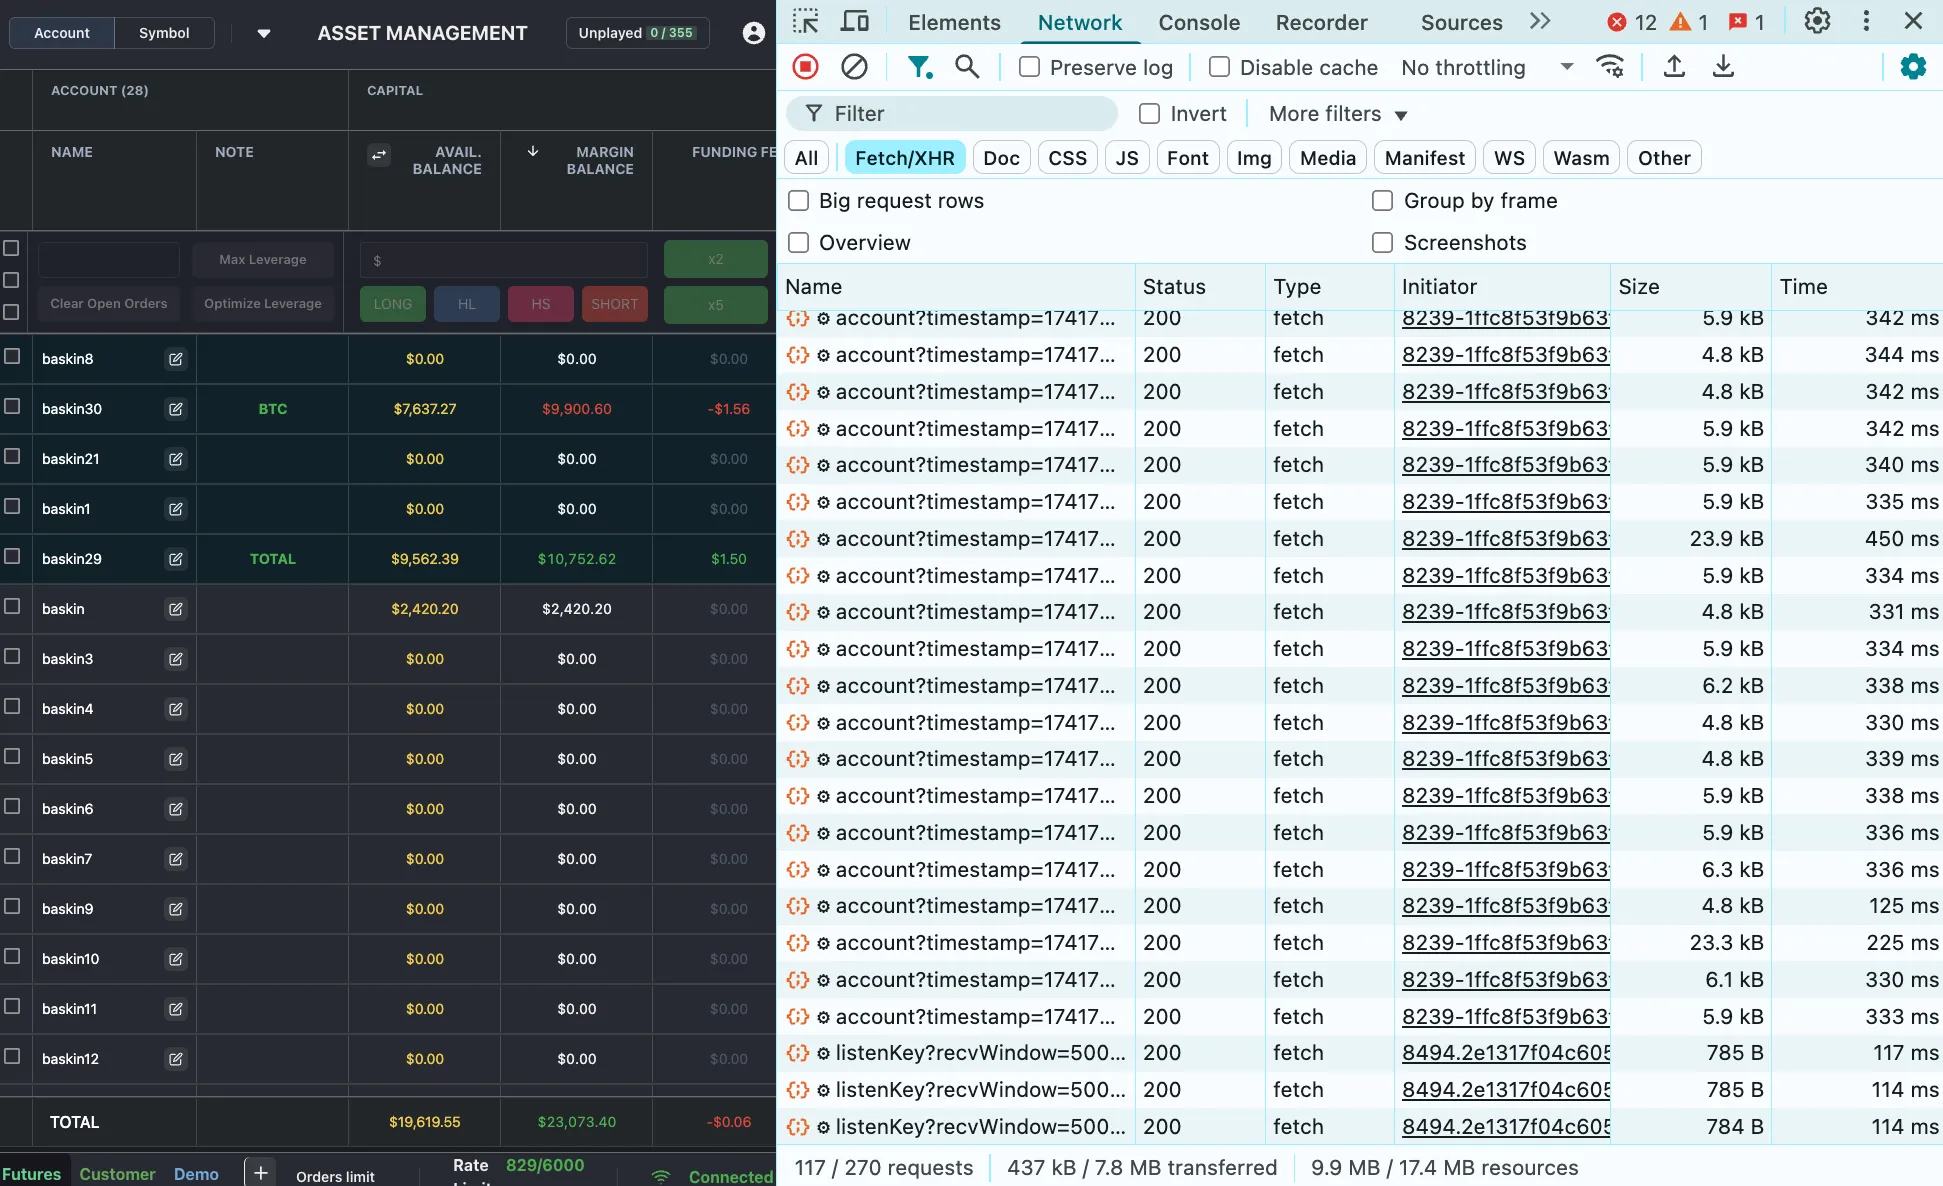 Account Symbol ASSET MANAGEMENT Unplayed 0 / 355
ACCOUNT (28) CAPITAL
NAME NOTE AVAIL. BALANCE MARGIN BALANCE FUNDING FE
Max Leverage $ x2
Clear Open Orders Optimize Leverage LONG HL HS SHORT x5
baskin8 $0.00 $0.00 $0.00
baskin30 BTC $7,637.27 $9,900.60 -$1.56
baskin21 $0.00 $0.00 $0.00
baskin1 $0.00 $0.00 $0.00
baskin29 TOTAL $9,562.39 $10,752.62 $1.50
baskin $2,420.20 $2,420.20 $0.00
baskin3 $0.00 $0.00 $0.00
baskin4 $0.00 $0.00 $0.00
baskin5 $0.00 $0.00 $0.00
baskin6 $0.00 $0.00 $0.00
baskin7 $0.00 $0.00 $0.00
baskin9 $0.00 $0.00 $0.00
baskin10 $0.00 $0.00 $0.00
baskin11 $0.00 $0.00 $0.00
baskin12 $0.00 $0.00 $0.00
TOTAL $19,619.55 $23,073.40 -$0.06
Futures Customer Demo + Orders limit Rate 829/6000 Connected
Elements Network Console Recorder Sources 12 1 1
Preserve log Disable cache No throttling
Filter Invert More filters
All Fetch/XHR Doc CSS JS Font Img Media Manifest WS Wasm Other
Big request rows Group by frame
Overview Screenshots
Name Status Type Initiator Size Time
account?timestamp=17417... 200 fetch 8239-1ffc8f53f9b63 5.9 kB 342 ms
account?timestamp=17417... 200 fetch 8239-1ffc8f53f9b63 4.8 kB 344 ms
account?timestamp=17417... 200 fetch 8239-1ffc8f53f9b63 4.8 kB 342 ms
account?timestamp=17417... 200 fetch 8239-1ffc8f53f9b63 5.9 kB 342 ms
account?timestamp=17417... 200 fetch 8239-1ffc8f53f9b63 5.9 kB 340 ms
account?timestamp=17417... 200 fetch 8239-1ffc8f53f9b63 5.9 kB 335 ms
account?timestamp=17417... 200 fetch 8239-1ffc8f53f9b63 23.9 kB 450 ms
account?timestamp=17417... 200 fetch 8239-1ffc8f53f9b63 5.9 kB 334 ms
account?timestamp=17417... 200 fetch 8239-1ffc8f53f9b63 4.8 kB 331 ms
account?timestamp=17417... 200 fetch 8239-1ffc8f53f9b63 5.9 kB 334 ms
account?timestamp=17417... 200 fetch 8239-1ffc8f53f9b63 6.2 kB 338 ms
account?timestamp=17417... 200 fetch 8239-1ffc8f53f9b63 4.8 kB 330 ms
account?timestamp=17417... 200 fetch 8239-1ffc8f53f9b63 4.8 kB 339 ms
account?timestamp=17417... 200 fetch 8239-1ffc8f53f9b63 5.9 kB 338 ms
account?timestamp=17417... 200 fetch 8239-1ffc8f53f9b63 5.9 kB 336 ms
account?timestamp=17417... 200 fetch 8239-1ffc8f53f9b63 6.3 kB 336 ms
account?timestamp=17417... 200 fetch 8239-1ffc8f53f9b63 4.8 kB 125 ms
account?timestamp=17417... 200 fetch 8239-1ffc8f53f9b63 23.3 kB 225 ms
account?timestamp=17417... 200 fetch 8239-1ffc8f53f9b63 6.1 kB 330 ms
account?timestamp=17417... 200 fetch 8239-1ffc8f53f9b63 5.9 kB 333 ms
listenKey?recvWindow=500... 200 fetch 8494.2e1317f04c605 785 B 117 ms
listenKey?recvWindow=500... 200 fetch 8494.2e1317f04c605 785 B 114 ms
listenKey?recvWindow=500... 200 fetch 8494.2e1317f04c605 784 B 114 ms
117 / 270 requests 437 kB / 7.8 MB transferred 9.9 MB / 17.4 MB resources